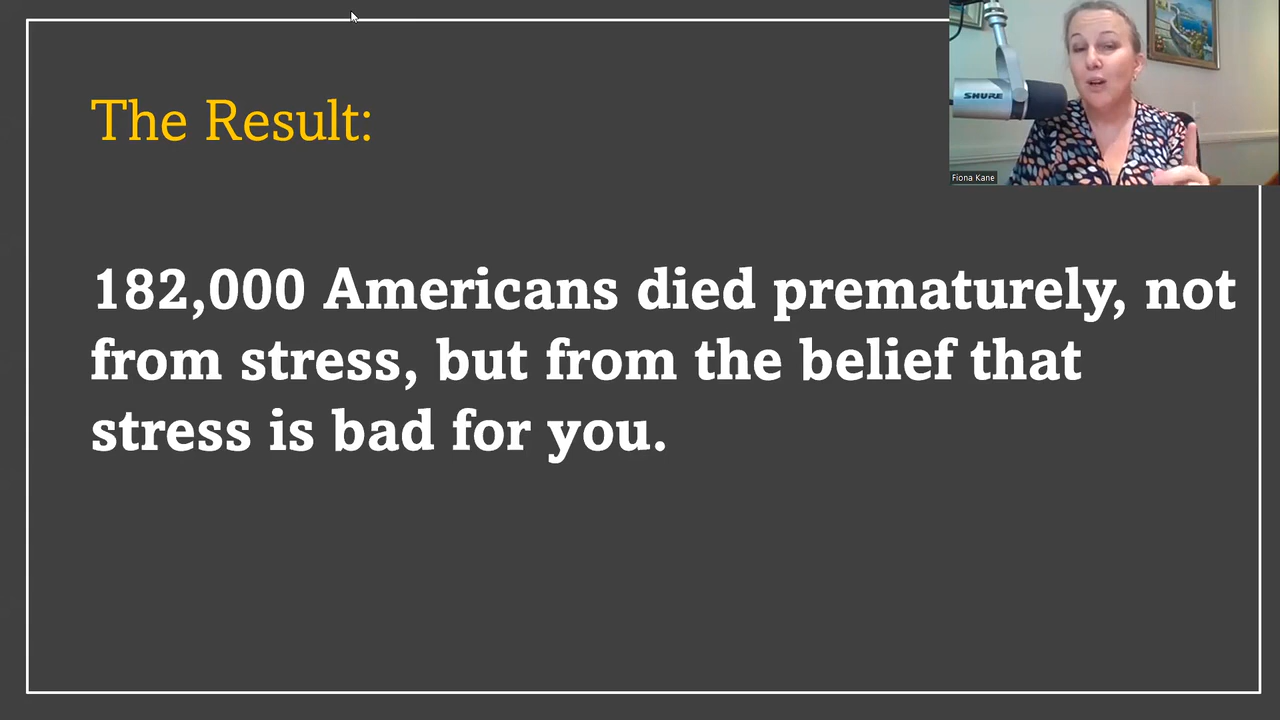 The Result:
SHURE
Fiona Kane
182,000 Americans died prematurely, not
from stress, but from the belief that
stress is bad for you.